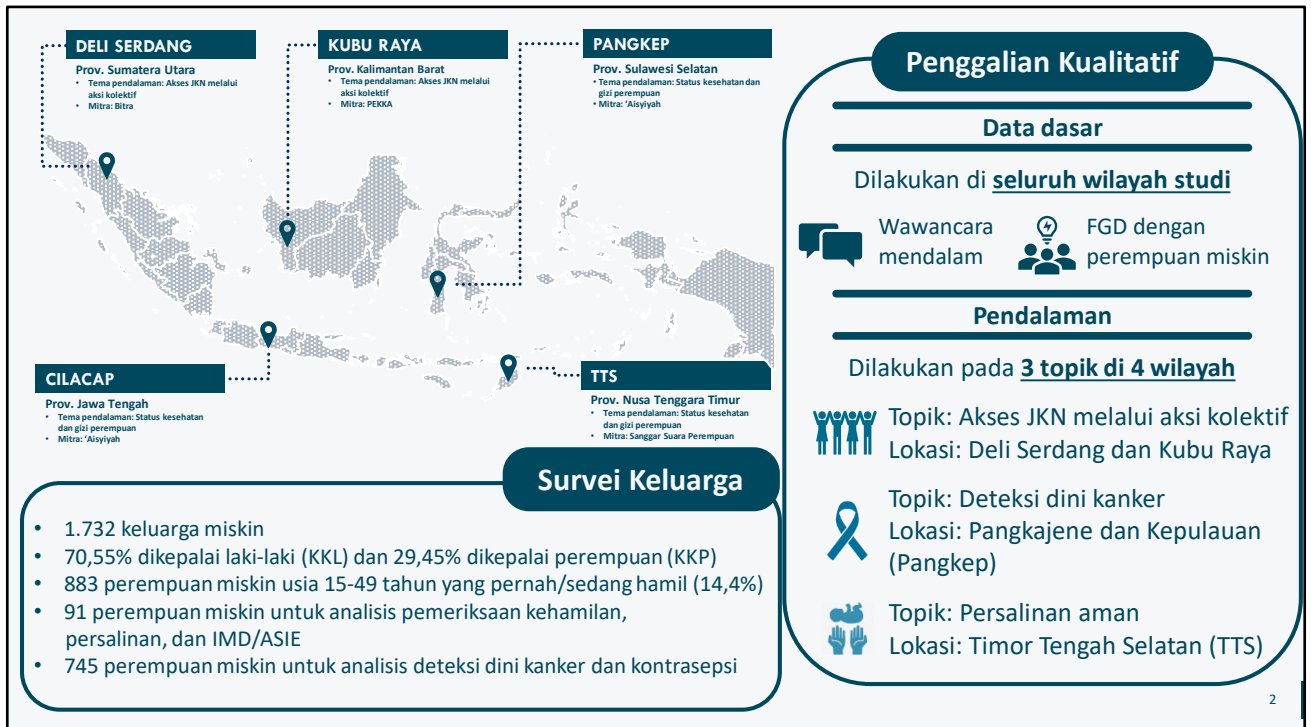 DELI SERDANG
Prov. Sumatera Utara
• Tema pendalaman: Akses JKN melalui
aksi kolektif
• Mitra: Bitra
KUBU RAYA
Prov. Kalimantan Barat
• Tema pendalaman: Akses JKN melalui
aksi kolektif
• Mitra: PEKKA
PANGKEP
Prov. Sulawesi Selatan
• Tema pendalaman: Status kesehatan dan
gizi perempuan
• Mitra: ‘Aisyiyah
CILACAP
Prov. Jawa Tengah
• Tema pendalaman: Status kesehatan
dan gizi perempuan
• Mitra: ‘Aisyiyah
TTS
Prov. Nusa Tenggara Timur
• Tema pendalaman: Status kesehatan
dan gizi perempuan
• Mitra: Sanggar Suara Perempuan
Survei Keluarga
• 1.732 keluarga miskin
• 70,55% dikepalai laki-laki (KKL) dan 29,45% dikepalai perempuan (KKP)
• 883 perempuan miskin usia 15-49 tahun yang pernah/sedang hamil (14,4%)
• 91 perempuan miskin untuk analisis pemeriksaan kehamilan,
persalinan, dan IMD/ASIE
• 745 perempuan miskin untuk analisis deteksi dini kanker dan kontrasepsi
Penggalian Kualitatif
Data dasar
Dilakukan di seluruh wilayah studi
Wawancara
mendalam
FGD dengan
perempuan miskin
Pendalaman
Dilakukan pada 3 topik di 4 wilayah
Topik: Akses JKN melalui aksi kolektif
Lokasi: Deli Serdang dan Kubu Raya
Topik: Deteksi dini kanker
Lokasi: Pangkajene dan Kepulauan
(Pangkep)
Topik: Persalinan aman
Lokasi: Timor Tengah Selatan (TTS)
2